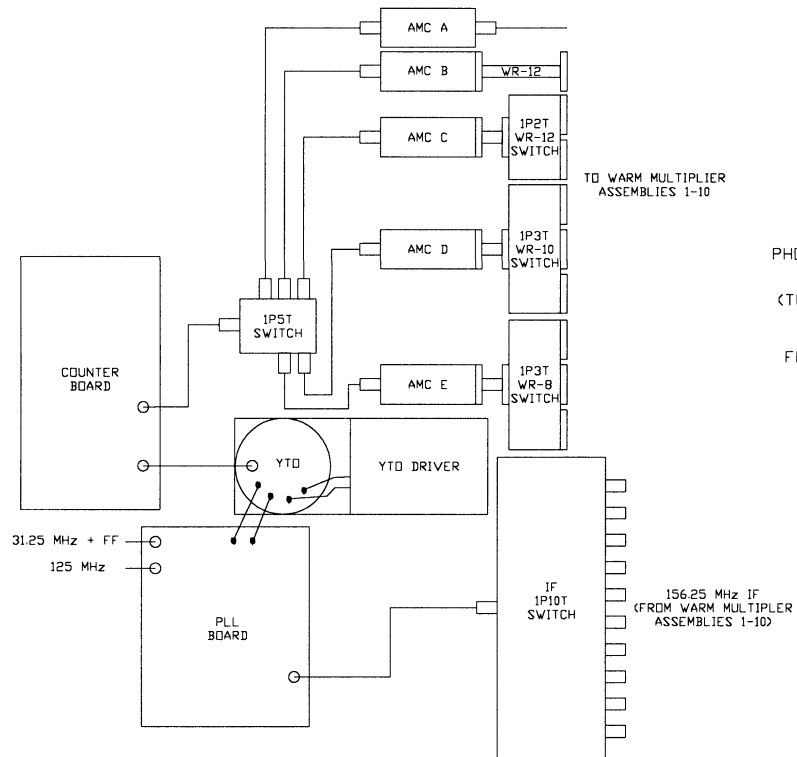 AMC A
AMC B
WR-12
AMC C
1P2T
WR-12
SWITCH
TO WARM MULTIPLIER
ASSEMBLIES 1-10
AMC D
1P3T
WR-10
SWITCH
1P5T
SWITCH
COUNTER
BOARD
AMC E
1P3T
WR-8
SWITCH
YTO
YTO DRIVER
31.25 MHz + FF
125 MHz
PLL
BOARD
IF
1P10T
SWITCH
156.25 MHz IF
(FROM WARM MULTIPLER
ASSEMBLIES 1-10)